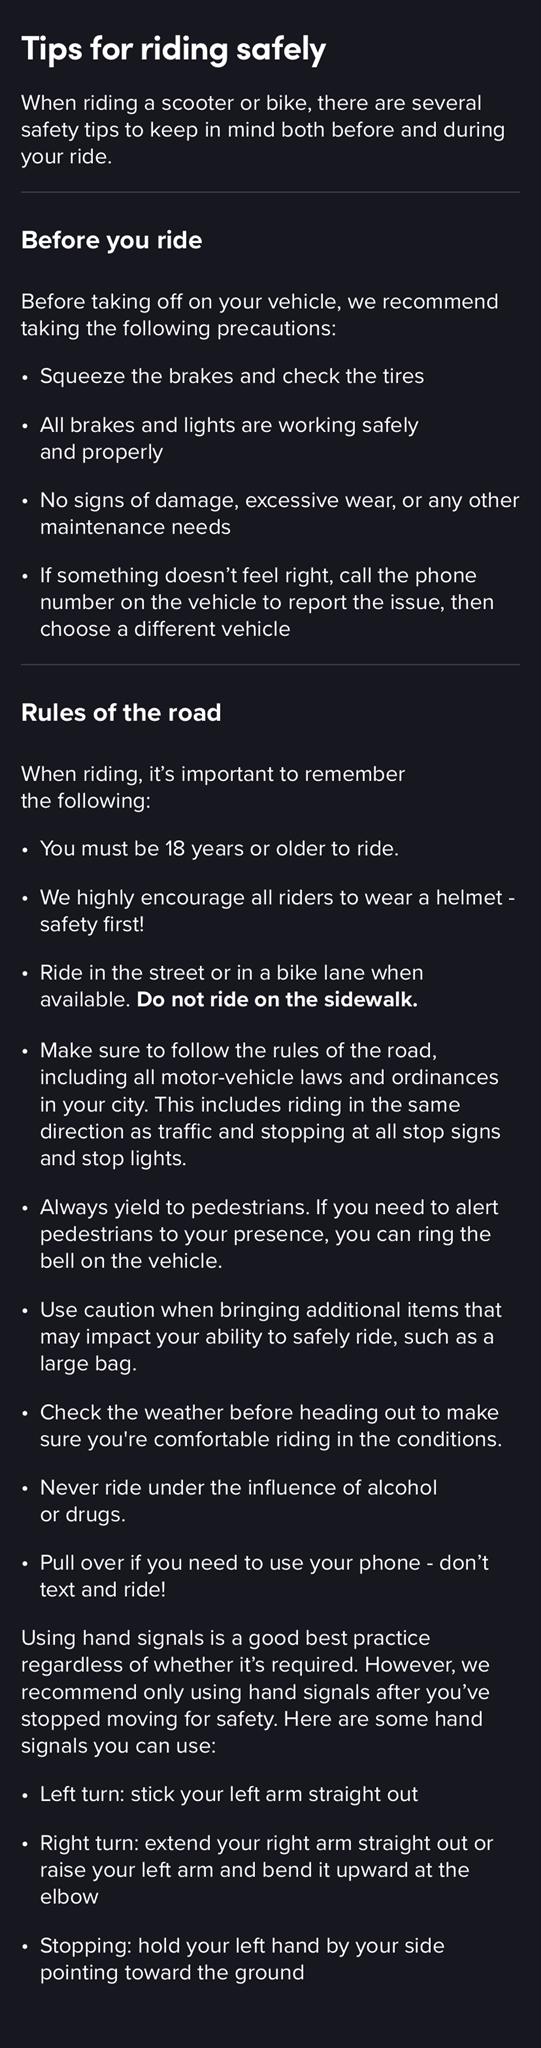 Tips for riding safely
When riding a scooter or bike, there are several
safety tips to keep in mind both before and during
your ride.
Before you ride
Before taking off on your vehicle, we recommend
taking the following precautions:
• Squeeze the brakes and check the tires
• All brakes and lights are working safely
and properly
• No signs of damage, excessive wear, or any other
maintenance needs
• If something doesn’t feel right, call the phone
number on the vehicle to report the issue, then
choose a different vehicle
Rules of the road
When riding, it’s important to remember
the following:
• You must be 18 years or older to ride.
• We highly encourage all riders to wear a helmet -
safety first!
• Ride in the street or in a bike lane when
available. Do not ride on the sidewalk.
• Make sure to follow the rules of the road,
including all motor-vehicle laws and ordinances
in your city. This includes riding in the same
direction as traffic and stopping at all stop signs
and stop lights.
• Always yield to pedestrians. If you need to alert
pedestrians to your presence, you can ring the
bell on the vehicle.
• Use caution when bringing additional items that
may impact your ability to safely ride, such as a
large bag.
• Check the weather before heading out to make
sure you're comfortable riding in the conditions.
• Never ride under the influence of alcohol
or drugs.
• Pull over if you need to use your phone - don’t
text and ride!
Using hand signals is a good best practice
regardless of whether it’s required. However, we
recommend only using hand signals after you’ve
stopped moving for safety. Here are some hand
signals you can use:
• Left turn: stick your left arm straight out
• Right turn: extend your right arm straight out or
raise your left arm and bend it upward at the
elbow
• Stopping: hold your left hand by your side
pointing toward the ground